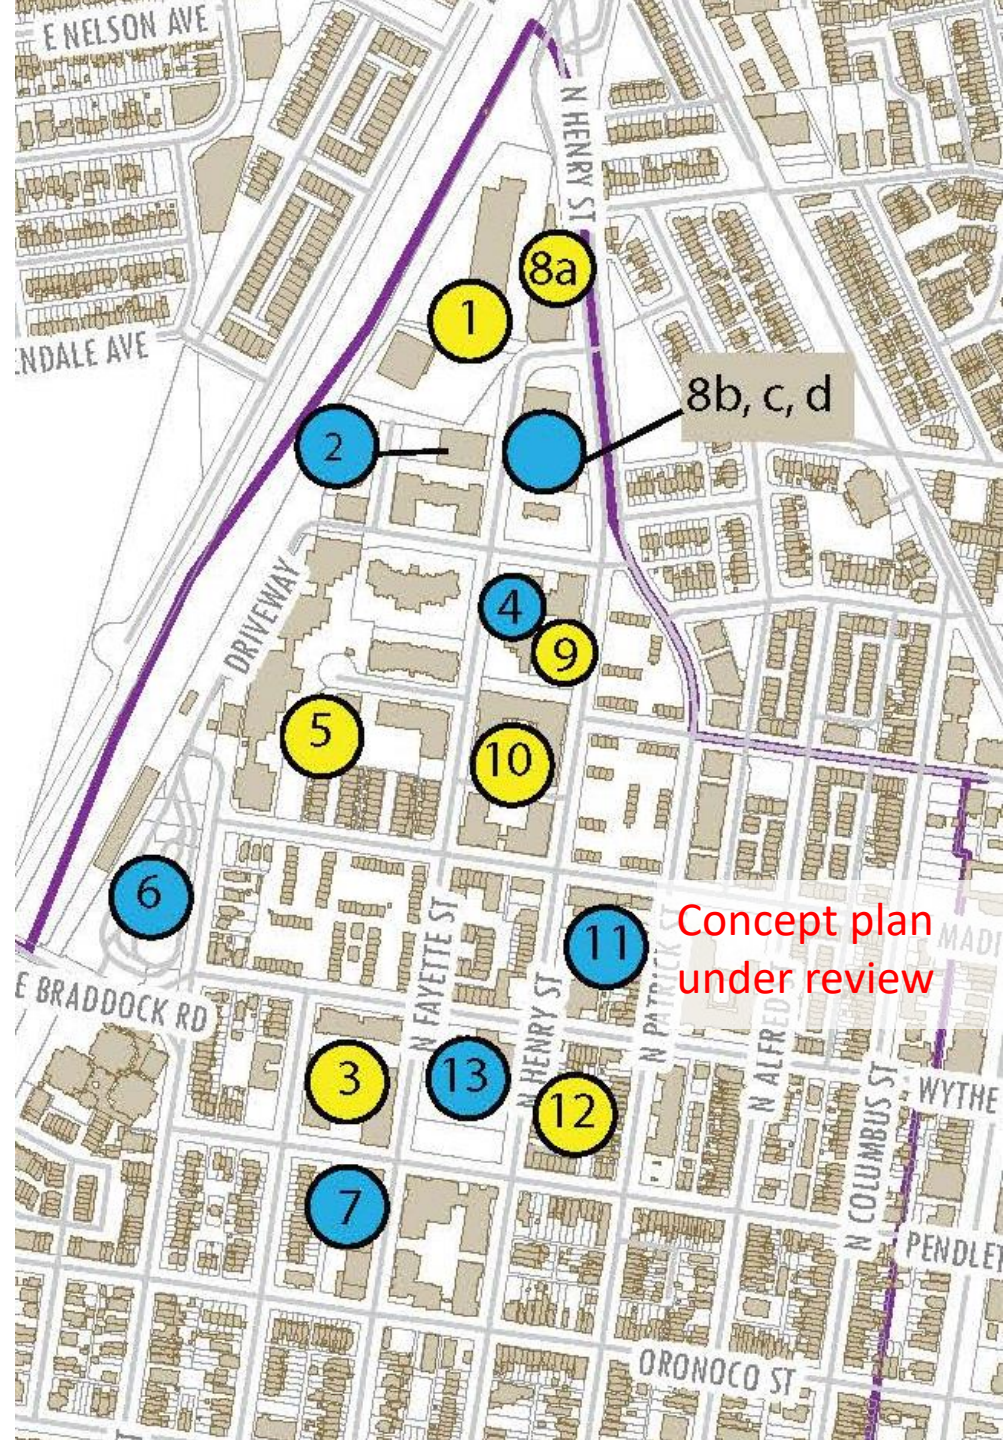 E NELSON AVE
N HENRY ST
8a
1
ENDALE AVE
8b, c, d
2
4
DRIVEWAY
9
5
10
6
Concept plan
under review
11
N FAYETTE ST
E BRADDOCK RD
N HENRY ST
N PATRICK ST
N ALFRED
3
13
12
N COLUMBUS ST
WYTHE
7
PENDLE
ORONOCO ST